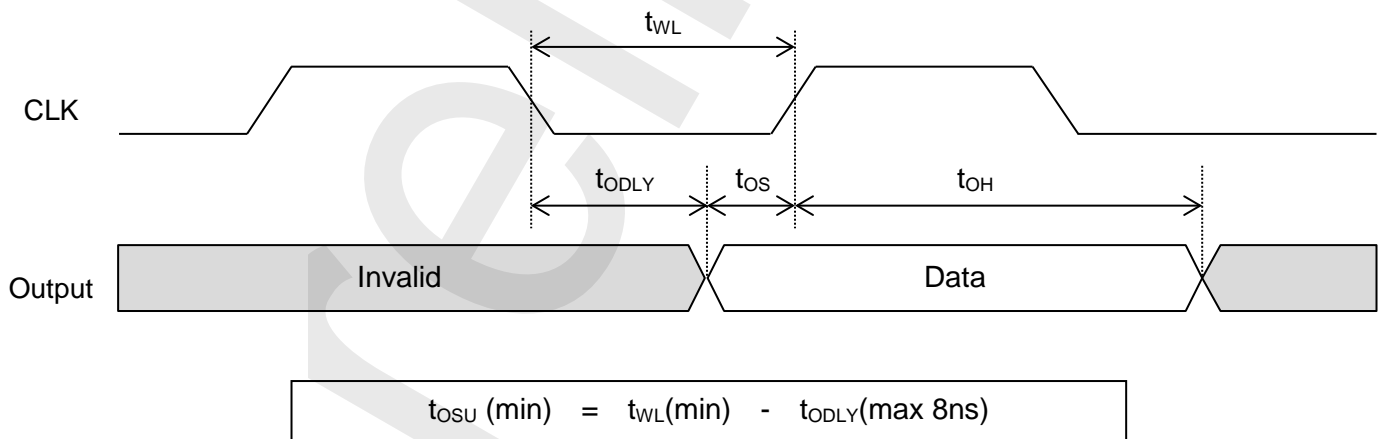 tWL
CLK
tODLY tOS tOH
Output Invalid Data
tOSU (min) = tWL(min) - tODLY(max 8ns)